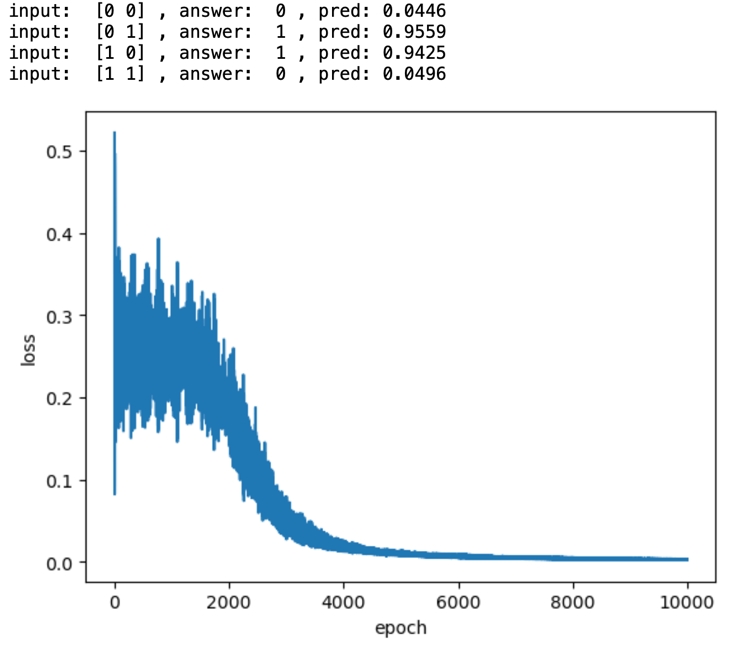 input:  [0 0] , answer:  0 , pred: 0.0446
input:  [0 1] , answer:  1 , pred: 0.9559
input:  [1 0] , answer:  1 , pred: 0.9425
input:  [1 1] , answer:  0 , pred: 0.0496
0.5
0.4
0.3
0.2
0.1
0.0
loss
0 2000 4000 6000 8000 10000
epoch